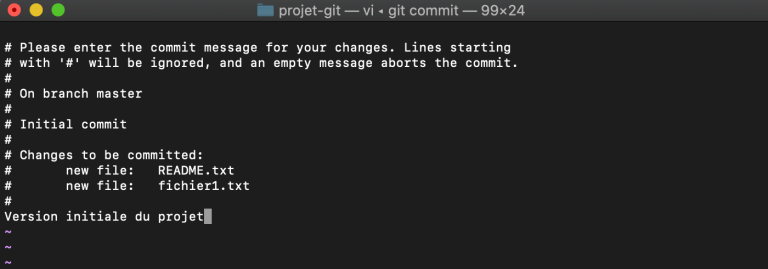 projet-git — vi ◂ git commit — 99×24
# Please enter the commit message for your changes. Lines starting
# with '#' will be ignored, and an empty message aborts the commit.
#
# On branch master
#
# Initial commit
#
# Changes to be committed:
#       new file:   README.txt
#       new file:   fichier1.txt
#
Version initiale du projet
~
~
~